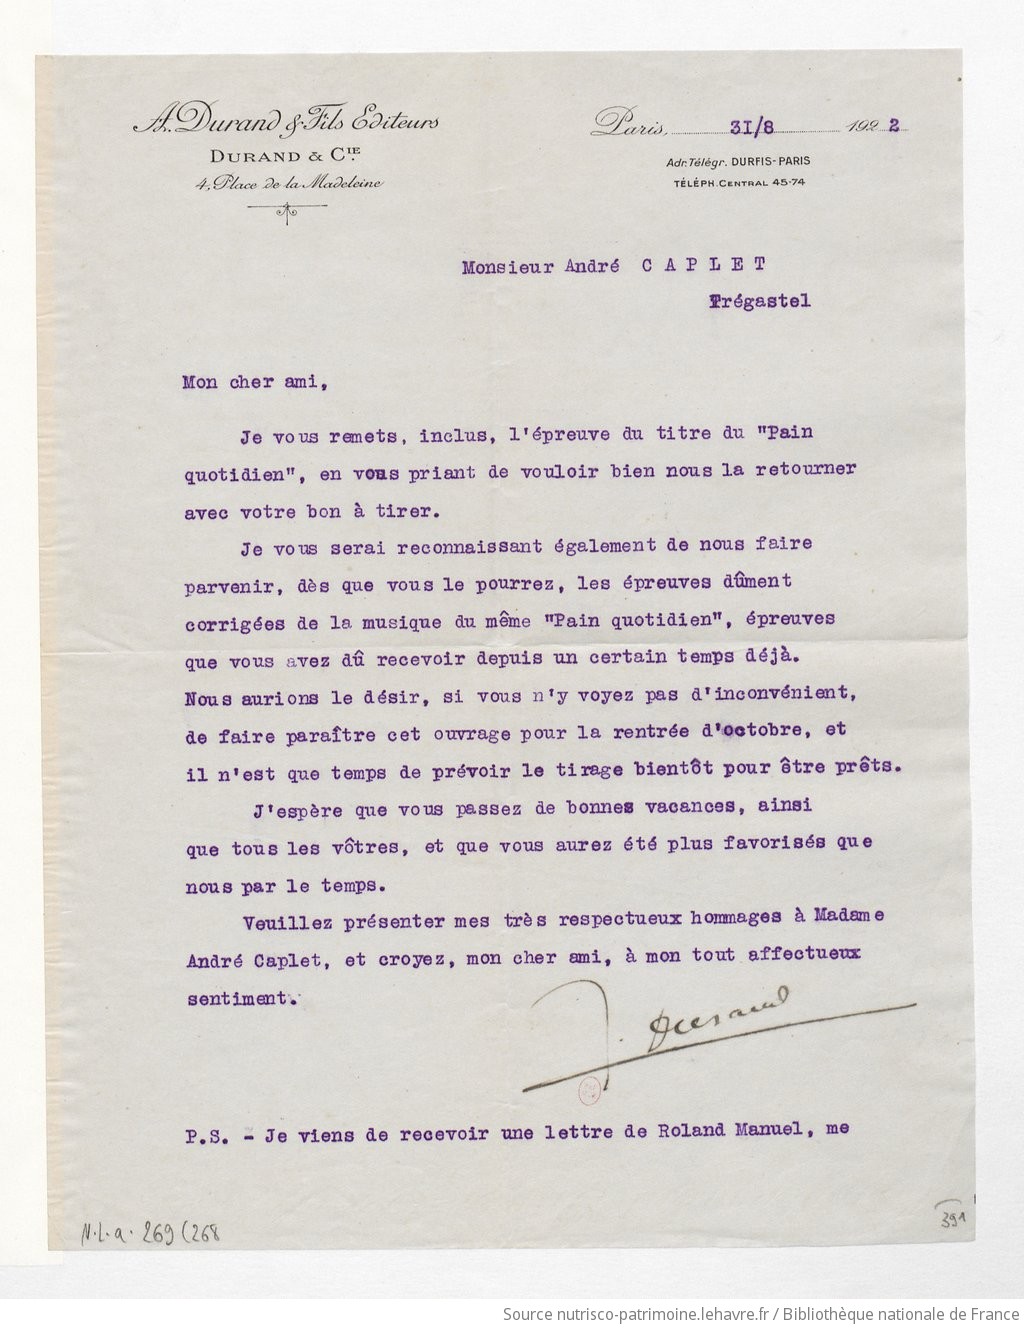 A. Durand & Fils Editeurs
DURAND & CIE.
4, Place de la Madeleine
Paris, 31/8 1922
Adr. Télégr. DURFIS-PARIS
TÉLÉPH. CENTRAL 45-74
Monsieur André C A P L E T
Trégastel
Mon cher ami,
Je vous remets, inclus, l'épreuve du titre du "Pain
quotidien", en vous priant de vouloir bien nous la retourner
avec votre bon à tirer.
Je vous serai reconnaissant également de nous faire
parvenir, dès que vous le pourrez, les épreuves dûment
corrigées de la musique du même "Pain quotidien", épreuves
que vous avez dû recevoir depuis un certain temps déjà.
Nous aurions le désir, si vous n'y voyez pas d'inconvénient,
de faire paraître cet ouvrage pour la rentrée d'octobre, et
il n'est que temps de prévoir le tirage bientôt pour être prêts.
J'espère que vous passez de bonnes vacances, ainsi
que tous les vôtres, et que vous aurez été plus favorisés que
nous par le temps.
Veuillez présenter mes très respectueux hommages à Madame
André Caplet, et croyez, mon cher ami, à mon tout affectueux
sentiment.
J. Durand
P.S. - Je viens de recevoir une lettre de Roland Manuel, me
N.L.a. 269 (268
391
Source nutrisco-patrimoine.lehavre.fr / Bibliothèque nationale de France